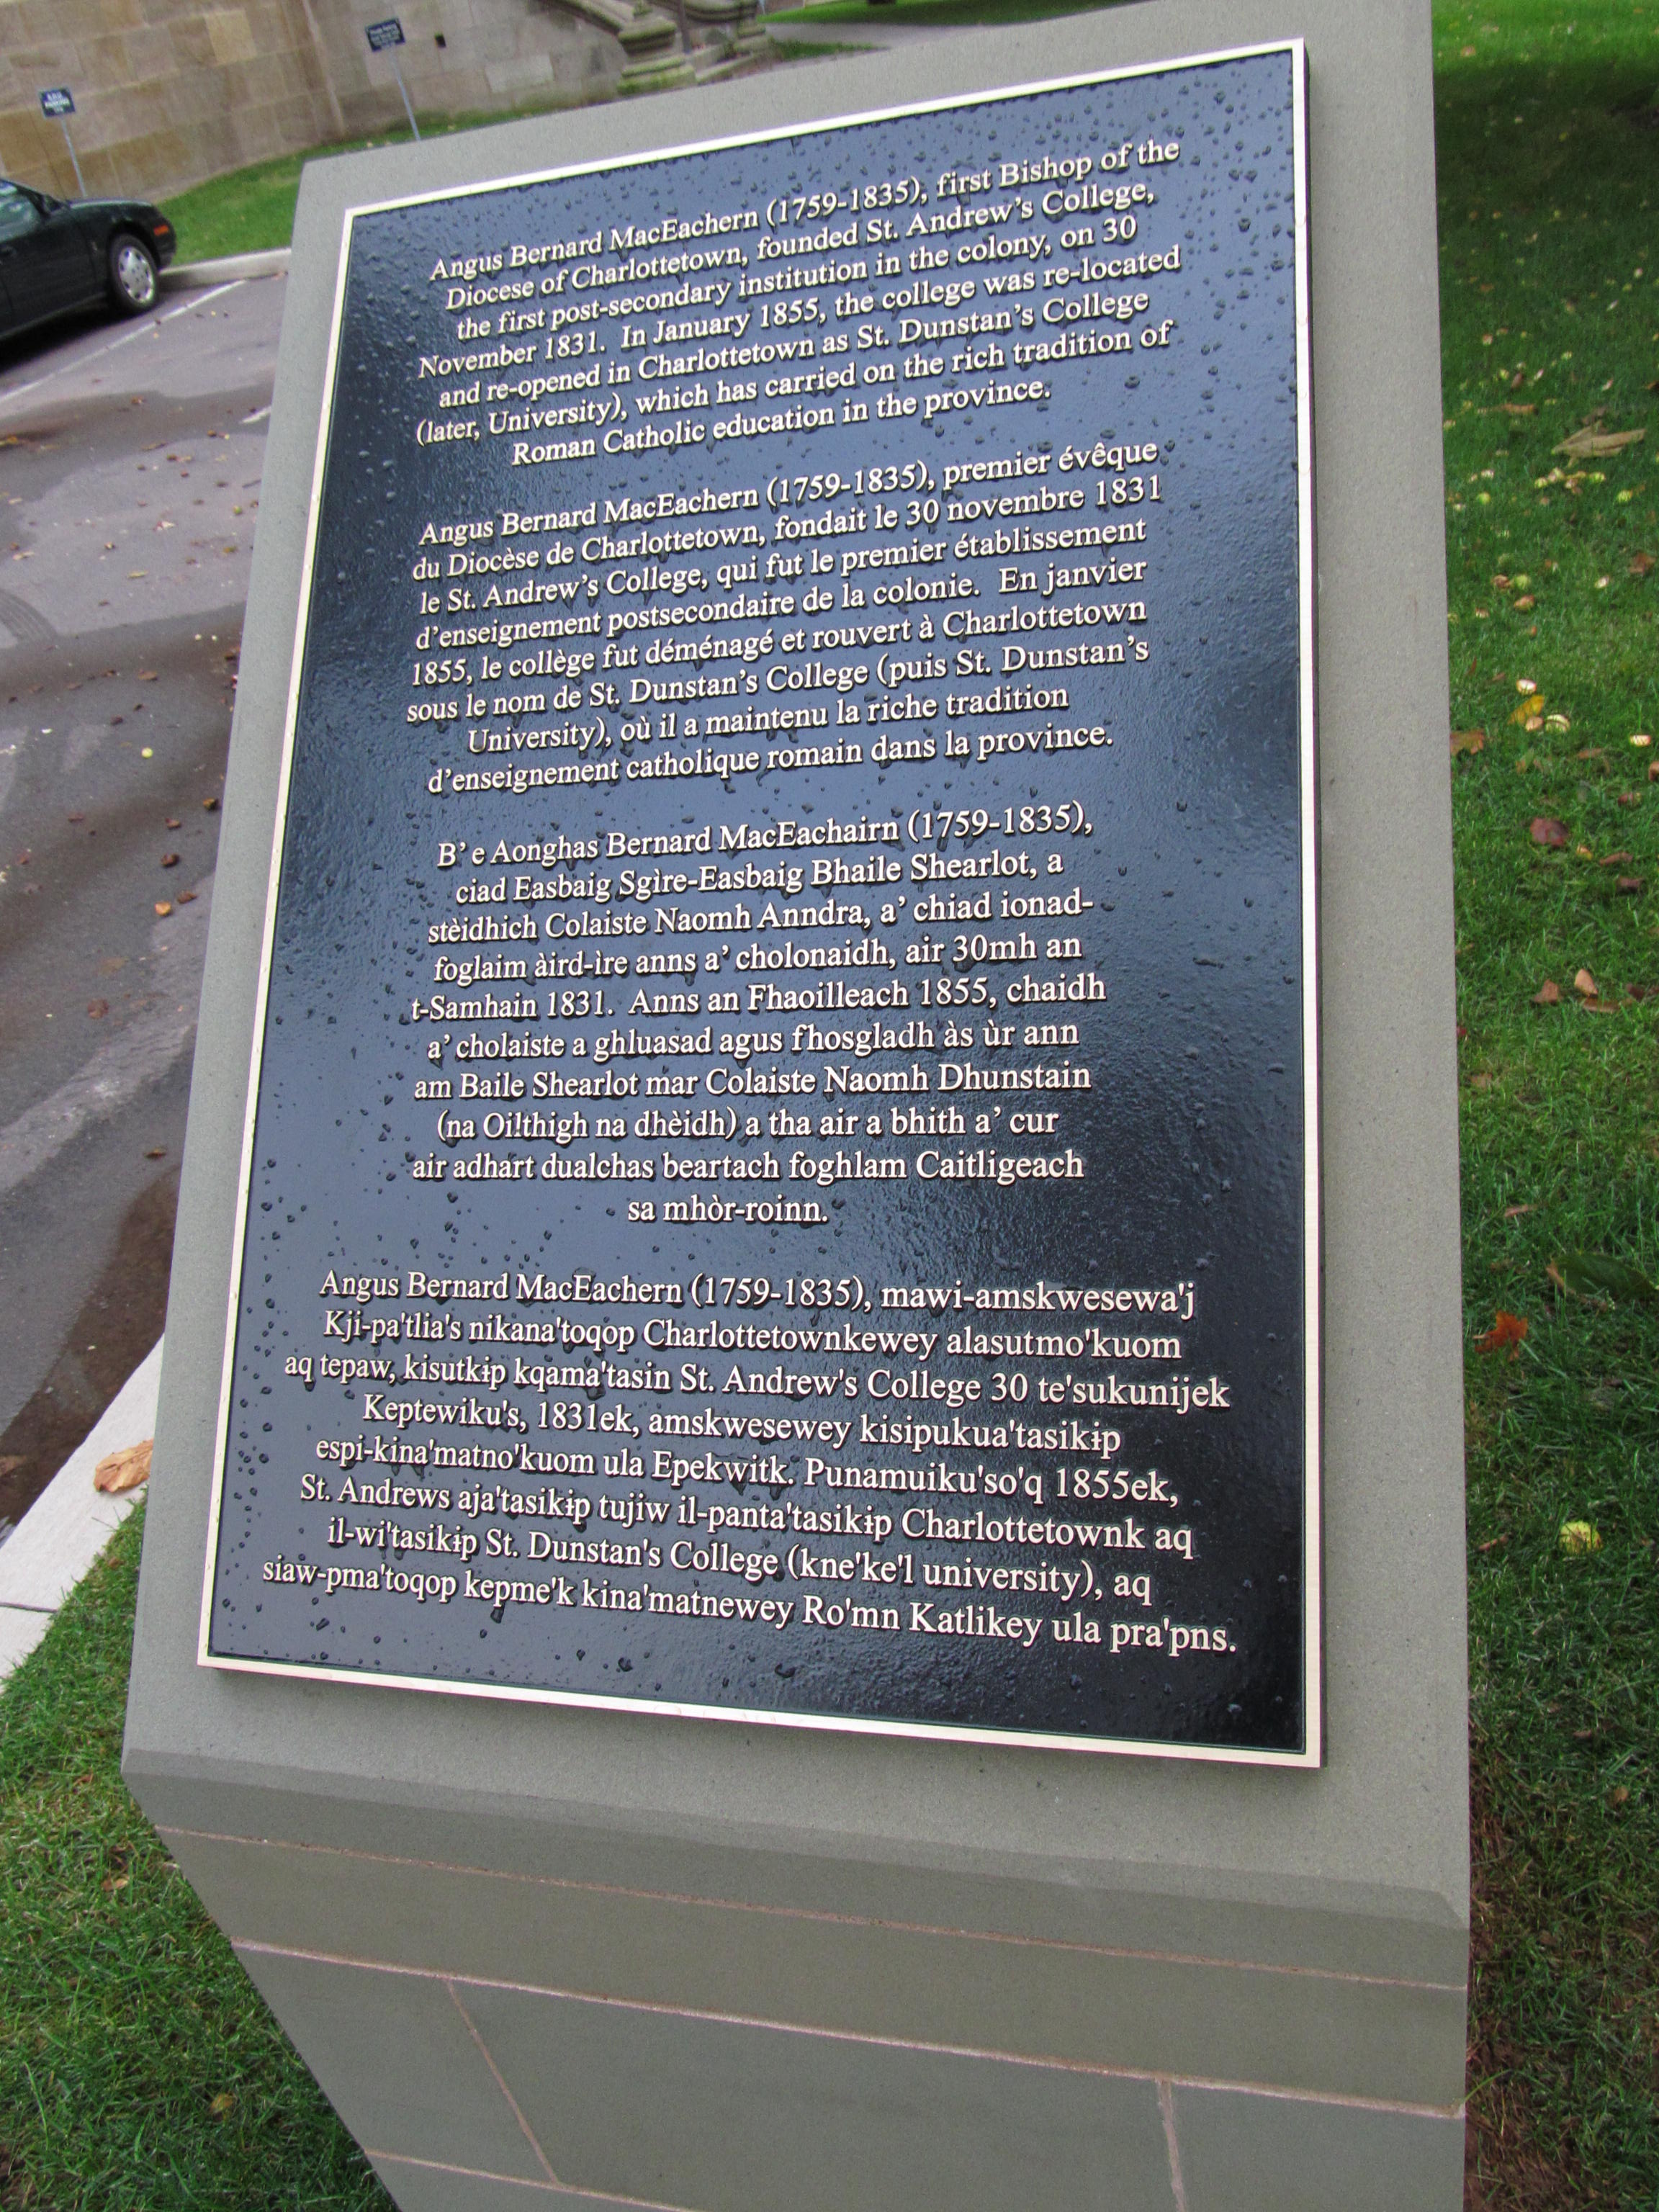 Angus Bernard MacEachern (1759-1835), first Bishop of the
Diocese of Charlottetown, founded St. Andrew's College,
the first post-secondary institution in the colony, on 30
November 1831. In January 1855, the college was re-located
and re-opened in Charlottetown as St. Dunstan's College
(later, University), which has carried on the rich tradition of
Roman Catholic education in the province.
Angus Bernard MacEachern (1759-1835), premier évêque
du Diocèse de Charlottetown, fondait le 30 novembre 1831
le St. Andrew's College, qui fut le premier établissement
d'enseignement postsecondaire de la colonie. En janvier
1855, le collège fut déménagé et rouvert à Charlottetown
sous le nom de St. Dunstan's College (puis St. Dunstan's
University), où il a maintenu la riche tradition
d'enseignement catholique romain dans la province.
B' e Aonghas Bernard MacEachairn (1759-1835),
ciad Easbaig Sgìre-Easbaig Bhaile Shearlot, a
stèidhich Colaiste Naomh Anndra, a' chiad ionad-
foglaim àird-ìre anns a' cholonaidh, air 30mh an
t-Samhain 1831. Anns an Fhaoilleach 1855, chaidh
a' cholaiste a ghluasad agus fhosgladh às ùr ann
am Baile Shearlot mar Colaiste Naomh Dhunstain
(na Oilthigh na dhèidh) a tha air a bhith a' cur
air adhart dualchas beartach foghlam Caitligeach
sa mhòr-roinn.
Angus Bernard MacEachern (1759-1835), mawi-amskwesewa'j
Kji-pa'tlia's nikana'toqop Charlottetownkewey alasutmo'kuom
aq tepaw, kisutkɨp kqama'tasin St. Andrew's College 30 te'sukunijek
Keptewiku's, 1831ek, amskwesewey kisipukua'tasikɨp
espi-kina'matno'kuom ula Epekwitk. Punamuiku'so'q 1855ek,
St. Andrews aja'tasikɨp tujiw il-panta'tasikɨp Charlottetownk aq
il-wi'tasikɨp St. Dunstan's College (kne'ke'l university), aq
siaw-pma'toqop kepme'k kina'matnewey Ro'mn Katlikey ula pra'pns.